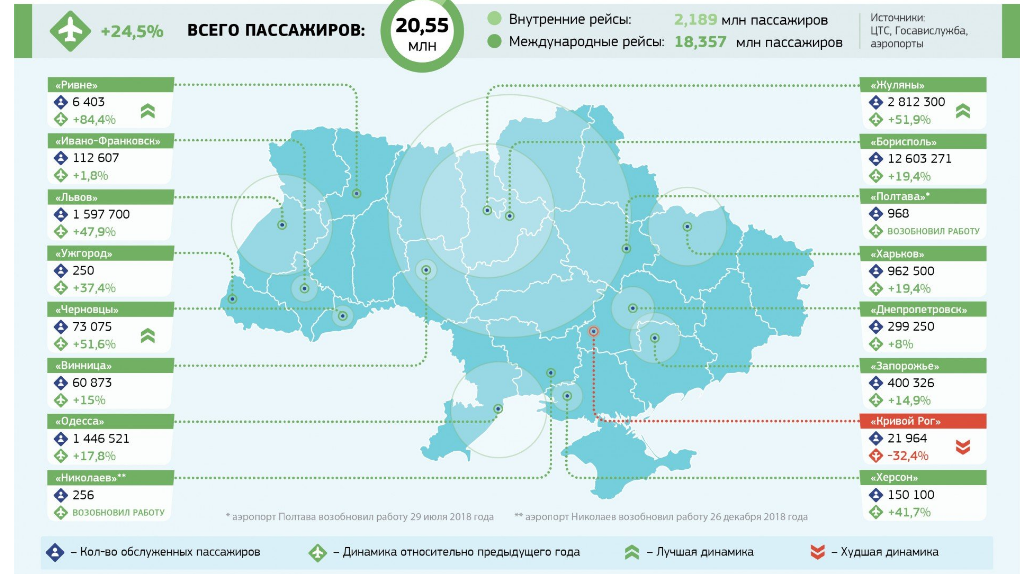 +24,5%
ВСЕГО ПАССАЖИРОВ:
20,55
МЛН
Внутренние рейсы: 2,189 млн пассажиров
Международные рейсы: 18,357 млн пассажиров
Источники:
ЦТС, Госавислужба,
аэропорты
«Ривне»
6 403
+84,4%
«Ивано-Франковск»
112 607
+1,8%
«Львов»
1 597 700
+47,9%
«Ужгород»
250
+37,4%
«Черновцы»
73 075
+51,6%
«Винница»
60 873
+15%
«Одесса»
1 446 521
+17,8%
«Николаев»**
256
ВОЗОБНОВИЛ РАБОТУ
«Жуляны»
2 812 300
+51,9%
«Борисполь»
12 603 271
+19,4%
«Полтава»*
968
ВОЗОБНОВИЛ РАБОТУ
«Харьков»
962 500
+19,4%
«Днепропетровск»
299 250
+8%
«Запорожье»
400 326
+14,9%
«Кривой Рог»
21 964
-32,4%
«Херсон»
150 100
+41,7%
* аэропорт Полтава возобновил работу 29 июля 2018 года
** аэропорт Николаев возобновил работу 26 декабря 2018 года
– Кол-во обслуженных пассажиров
– Динамика относительно предыдущего года
– Лучшая динамика
– Худшая динамика